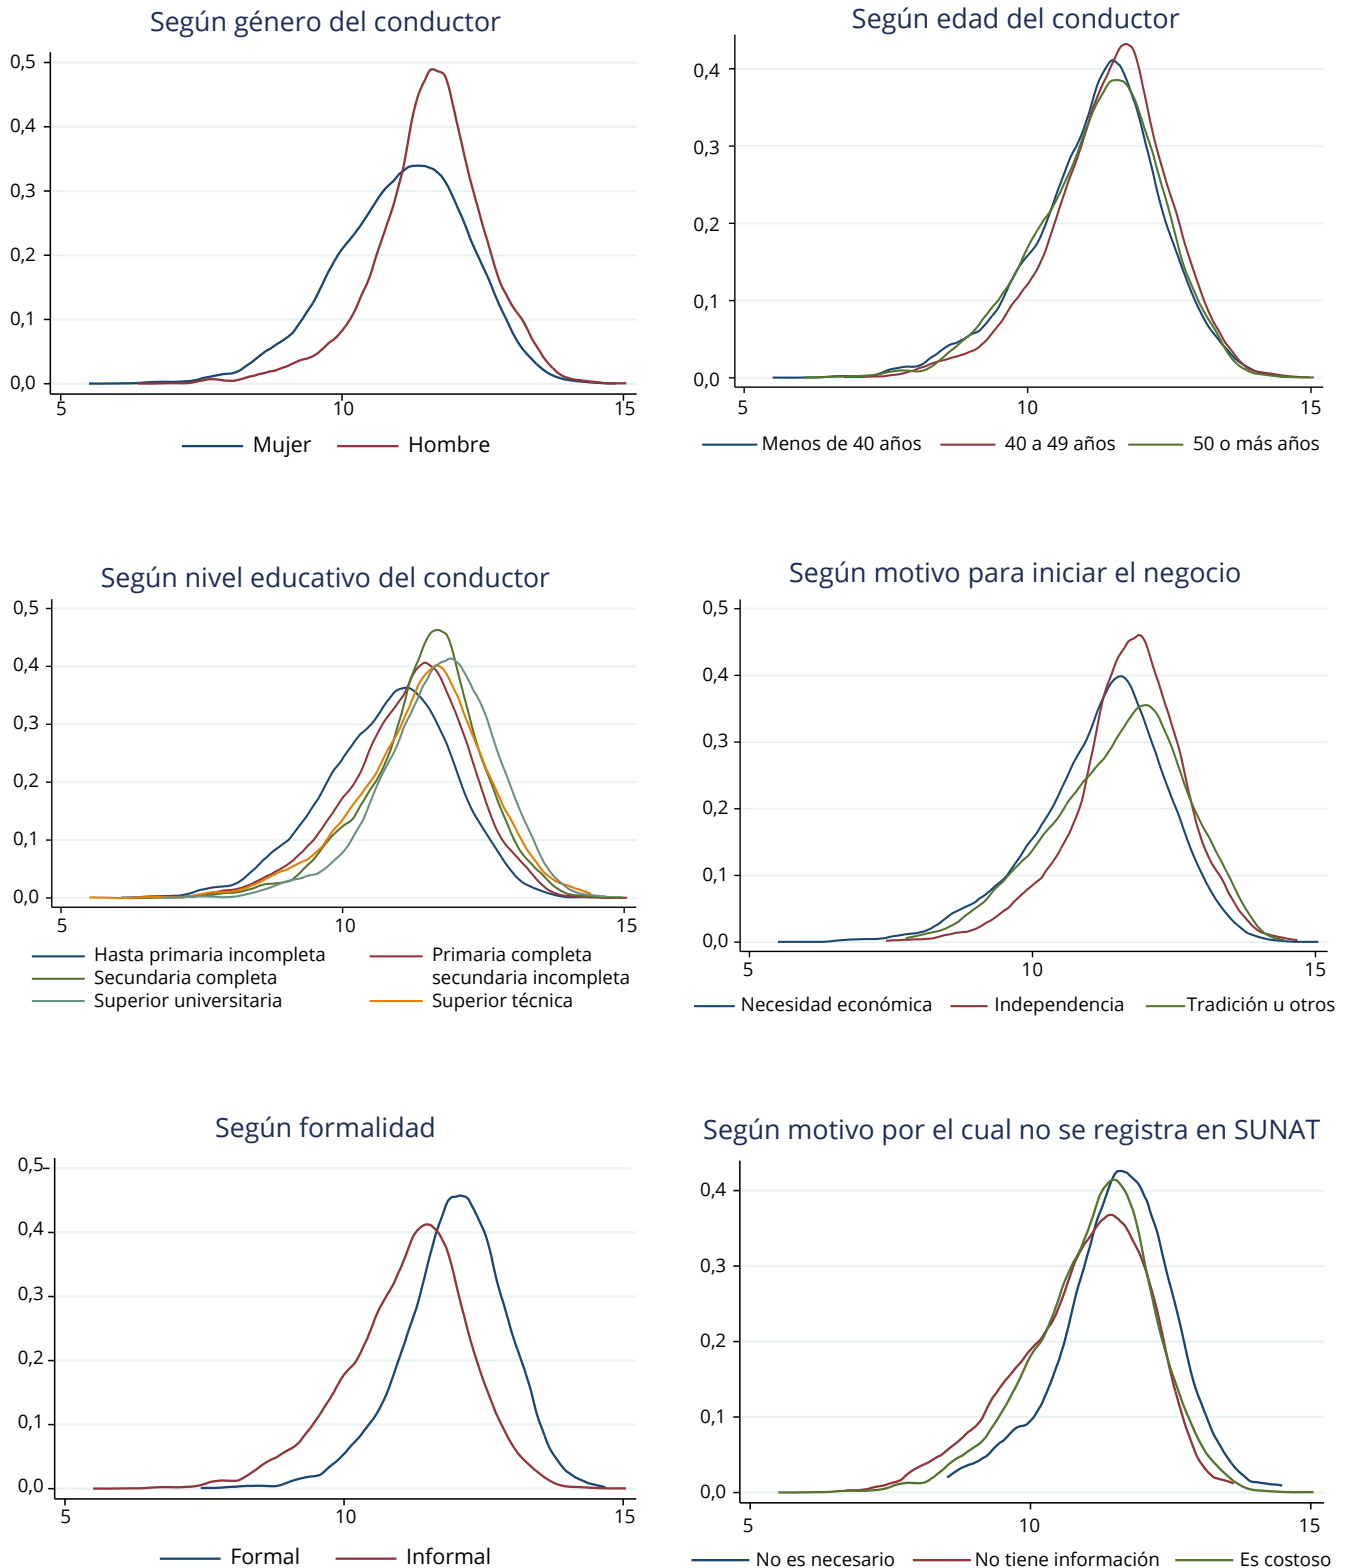 Según género del conductor
0,5
0,4
0,3
0,2
0,1
0,0
5 10 15
Mujer Hombre
Según edad del conductor
0,4
0,3
0,2
0,1
0,0
5 10 15
Menos de 40 años 40 a 49 años 50 o más años
Según nivel educativo del conductor
0,5
0,4
0,3
0,2
0,1
0,0
5 10 15
Hasta primaria incompleta Primaria completa
Secundaria completa secundaria incompleta
Superior universitaria Superior técnica
Según motivo para iniciar el negocio
0,5
0,4
0,3
0,2
0,1
0,0
5 10 15
Necesidad económica Independencia Tradición u otros
Según formalidad
0,5
0,4
0,3
0,2
0,1
0,0
5 10 15
Formal Informal
Según motivo por el cual no se registra en SUNAT
0,4
0,3
0,2
0,1
0,0
5 10 15
No es necesario No tiene información Es costoso